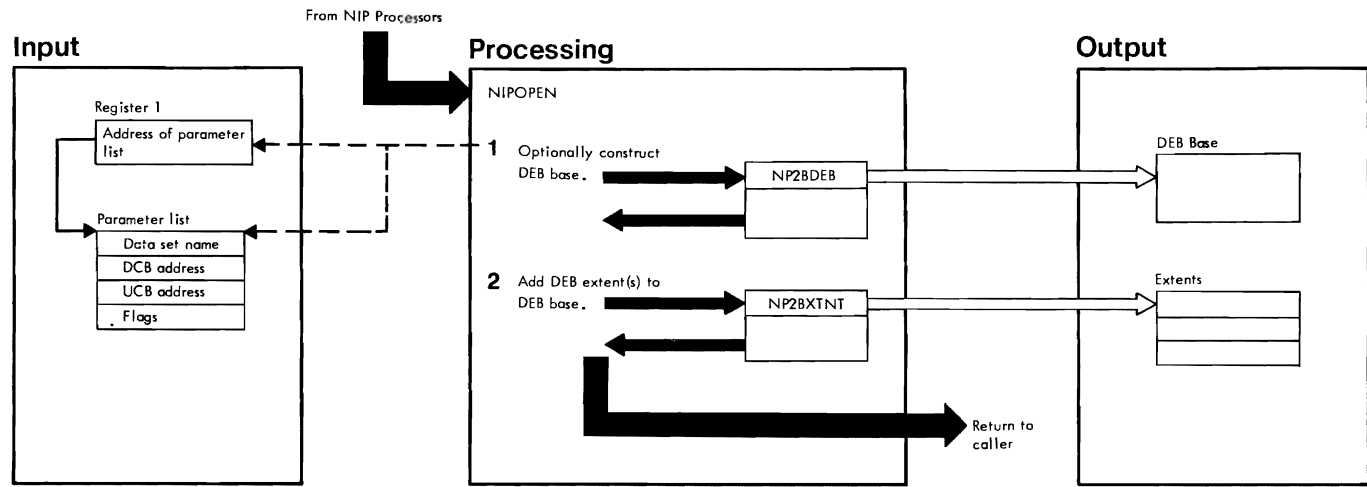 From NIP Processors
Input
Processing
Output
Register 1
Address of parameter
list
Parameter list
Data set name
DCB address
UCB address
Flags
NIPOPEN
1 Optionally construct
DEB base.
NP2BDEB
2 Add DEB extent(s) to
DEB base.
NP2BXTNT
Return to
caller
DEB Base
Extents